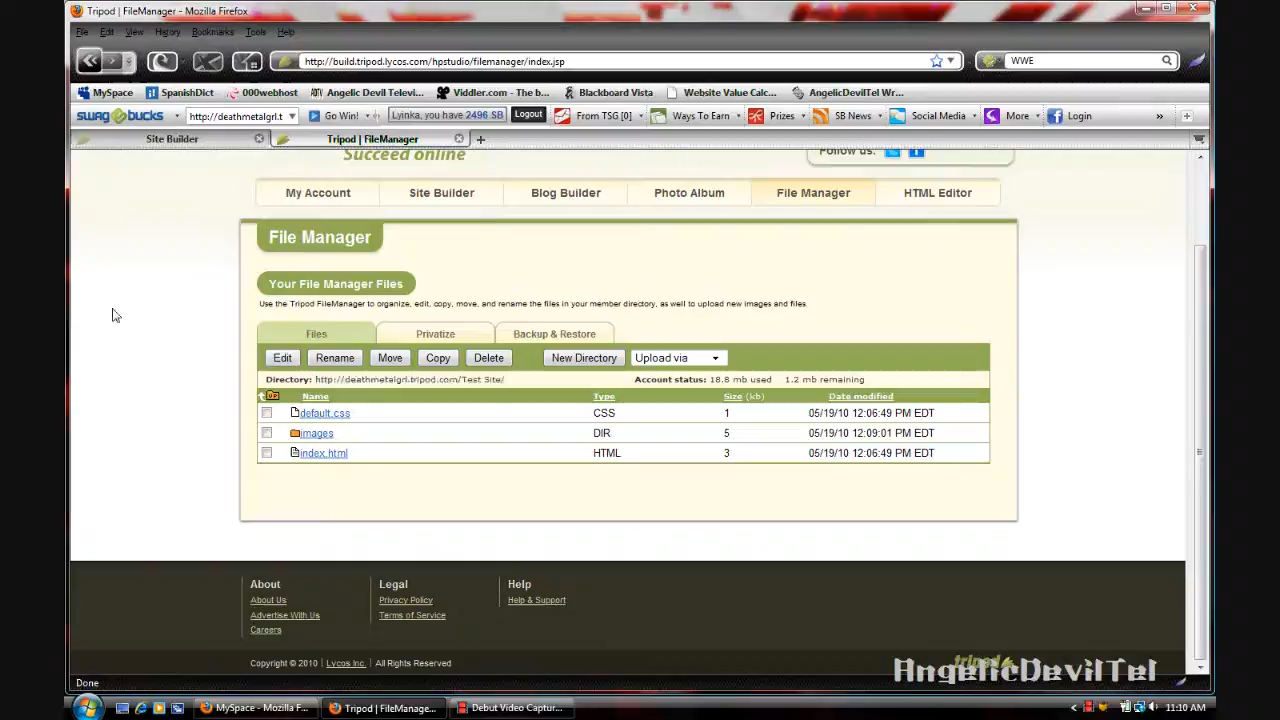 Tripod | FileManager - Mozilla Firefox
File Edit View History Bookmarks Tools Help
http://build.tripod.lycos.com/hpstudio/filemanager/index.jsp WWE
MySpace SpanishDict 000webhost Angelic Devil Televi... Viddler.com - The b... Blackboard Vista Website Value Calc... AngelicDevilTel Wr...
swagbucks http://deathmetalgrl.t Go Win! Lyinka, you have 2496 SB Logout From TSG [0] Ways To Earn Prizes SB News Social Media More Login »
Site Builder Tripod | FileManager
Succeed online Follow us:
My Account Site Builder Blog Builder Photo Album File Manager HTML Editor
File Manager
Your File Manager Files
Use the Tripod FileManager to organize, edit, copy, move, and rename the files in your member directory, as well to upload new images and files.
Files Privatize Backup & Restore
Edit Rename Move Copy Delete New Directory Upload via
Directory: http://deathmetalgrl.tripod.com/Test Site/ Account status: 18.8 mb used 1.2 mb remaining
UP Name Type Size (kb) Date modified
default.css CSS 1 05/19/10 12:06:49 PM EDT
images DIR 5 05/19/10 12:09:01 PM EDT
index.html HTML 3 05/19/10 12:06:49 PM EDT
About Legal Help
About Us Privacy Policy Help & Support
Advertise With Us Terms of Service
Careers
Copyright © 2010 | Lycos Inc. | All Rights Reserved
tripod
AngelicDevilTel
Done
MySpace - Mozilla F... Tripod | FileManage... Debut Video Captur... 11:10 AM